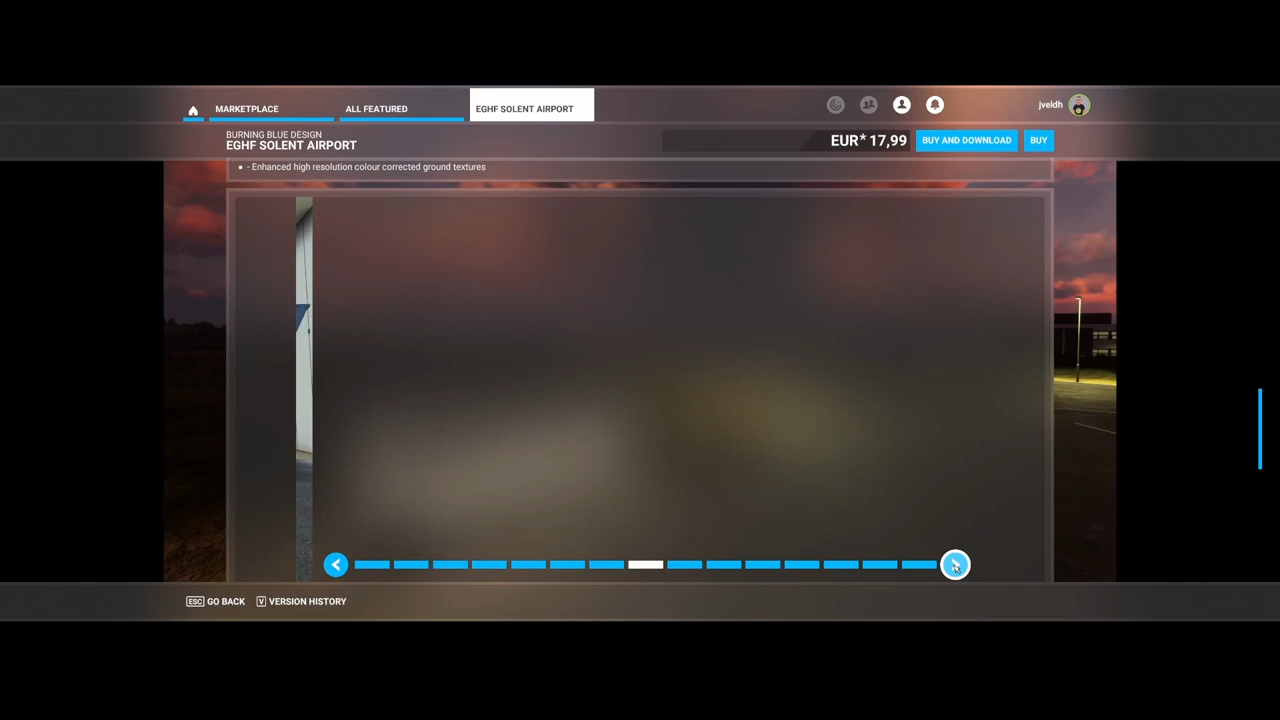 MARKETPLACE
ALL FEATURED
EGHF SOLENT AIRPORT
jveldh
BURNING BLUE DESIGN
EGHF SOLENT AIRPORT
EUR* 17,99
BUY AND DOWNLOAD
BUY
- Enhanced high resolution colour corrected ground textures
ESC GO BACK
V VERSION HISTORY